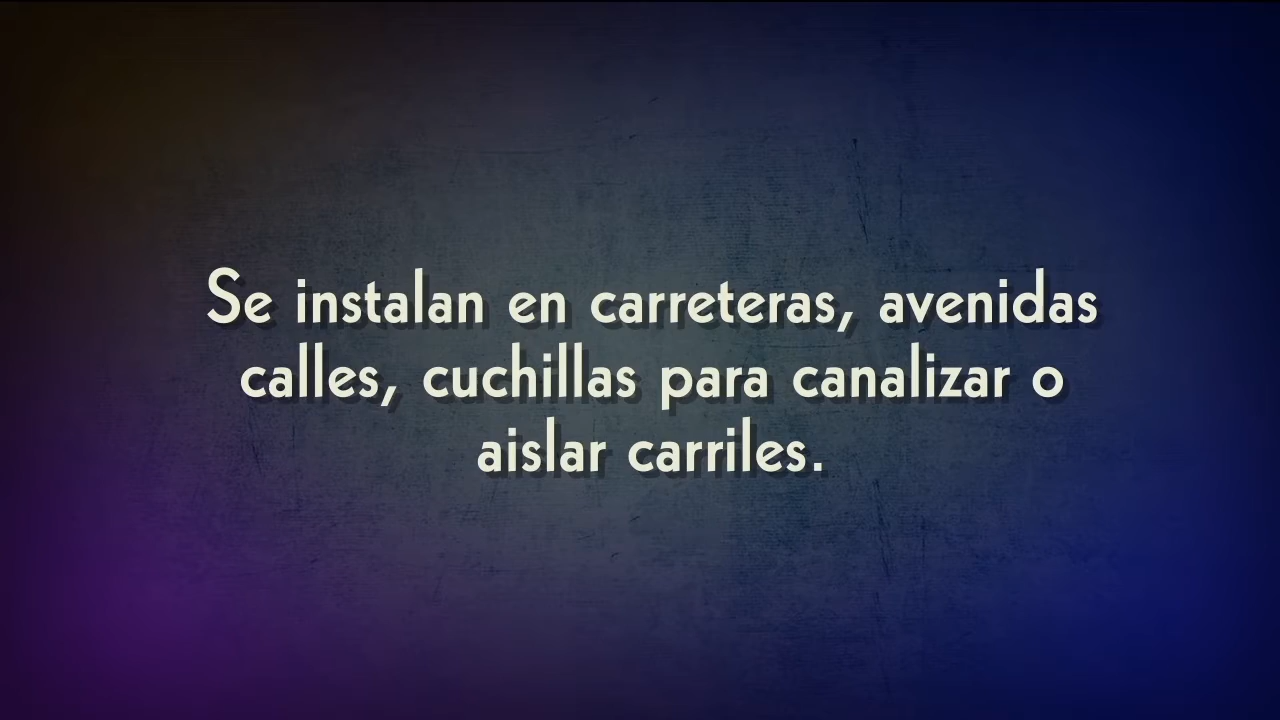 Se instalan en carreteras, avenidas
calles, cuchillas para canalizar o
aislar carriles.